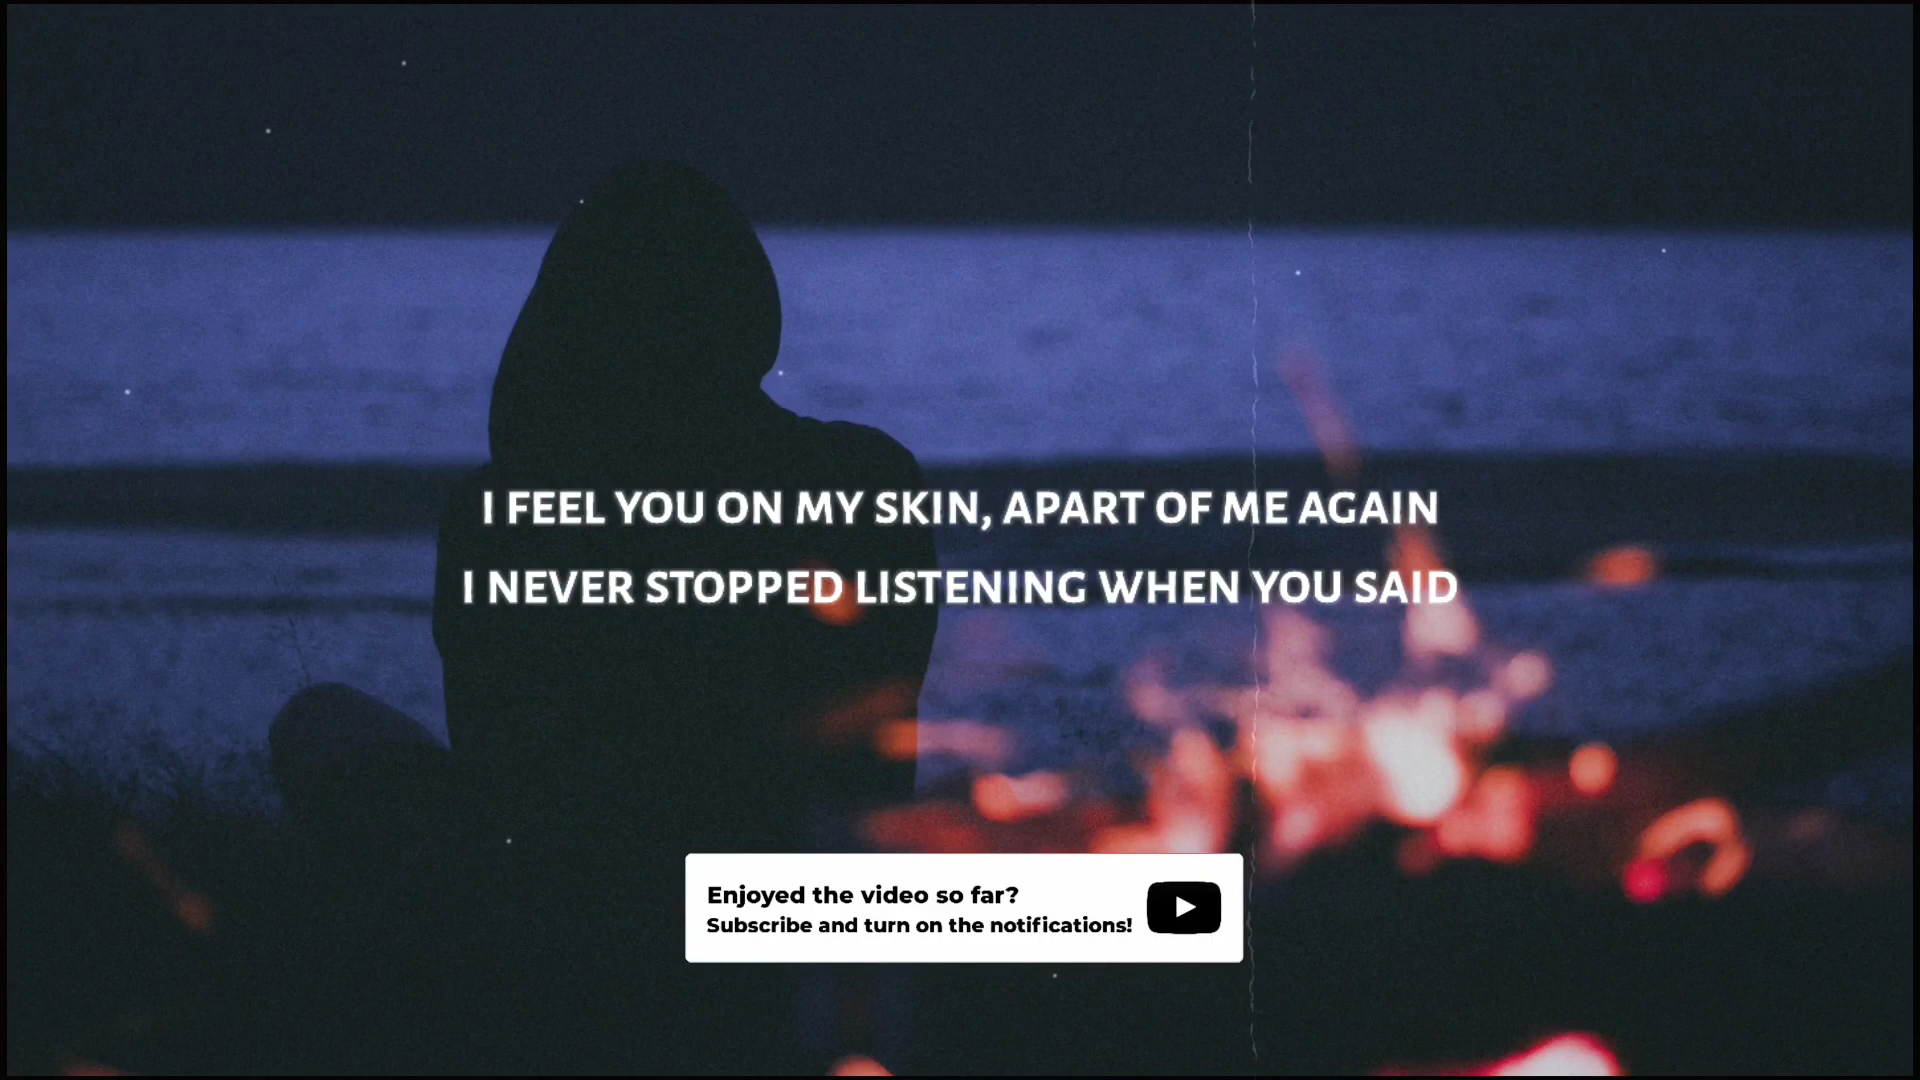 I FEEL YOU ON MY SKIN, APART OF ME AGAIN
I NEVER STOPPED LISTENING WHEN YOU SAID
Enjoyed the video so far?
Subscribe and turn on the notifications!